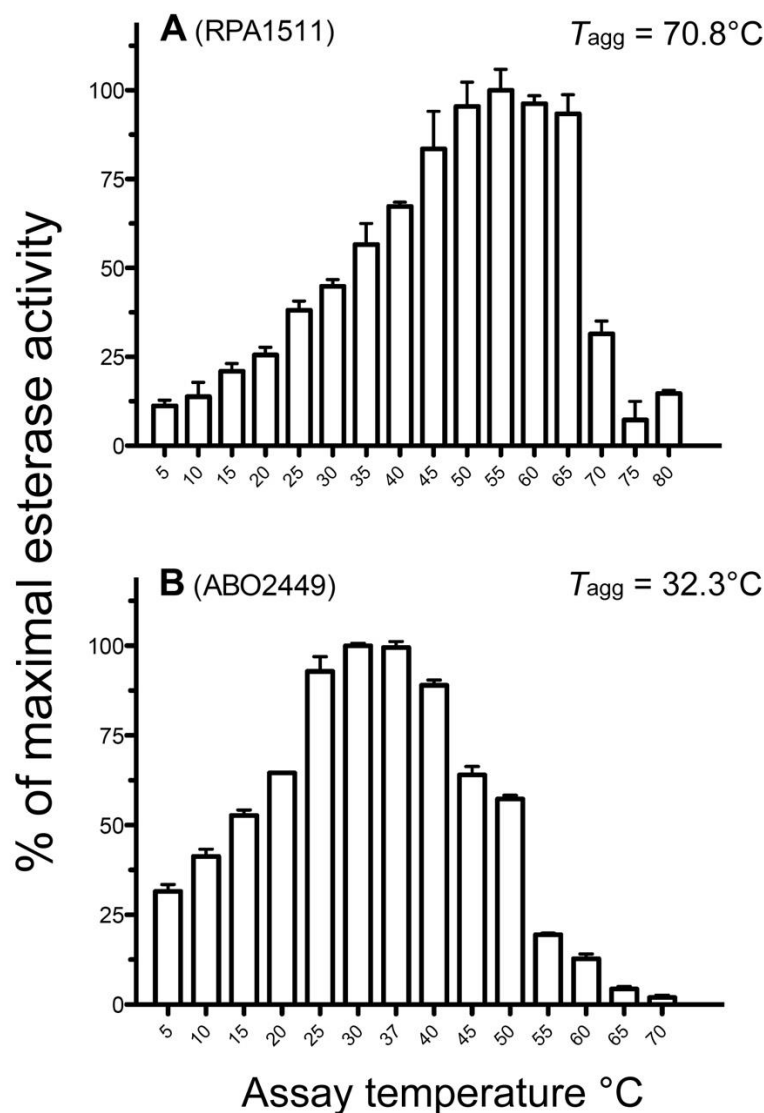 % of maximal esterase activity
A (RPA1511)
Tagg = 70.8°C
100
75
50
25
0
5 10 15 20 25 30 35 40 45 50 55 60 65 70 75 80
B (ABO2449)
Tagg = 32.3°C
100
75
50
25
0
5 10 15 20 25 30 37 40 45 50 55 60 65 70
Assay temperature °C